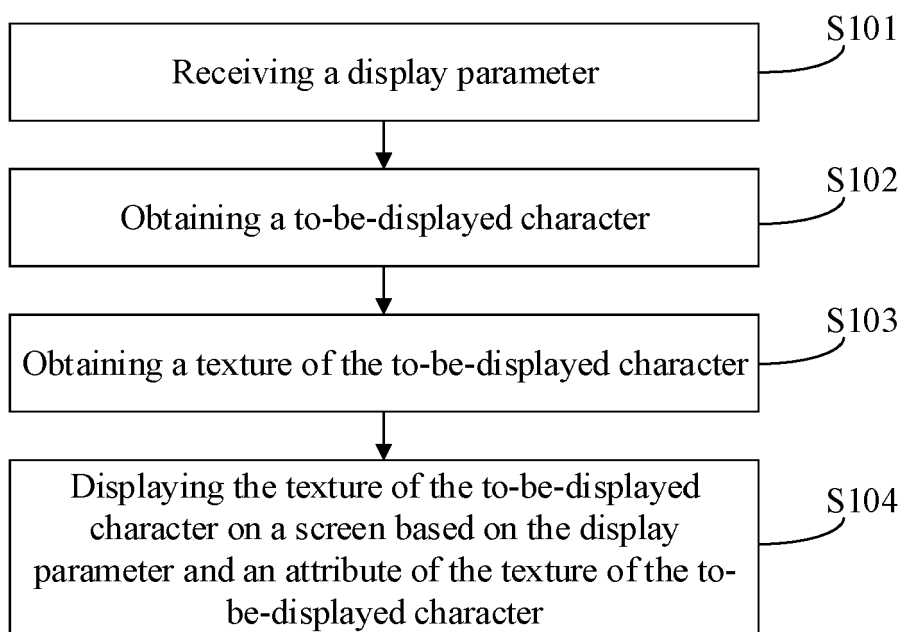 S101
Receiving a display parameter
S102
Obtaining a to-be-displayed character
S103
Obtaining a texture of the to-be-displayed character
S104
Displaying the texture of the to-be-displayed
character on a screen based on the display
parameter and an attribute of the texture of the to-
be-displayed character